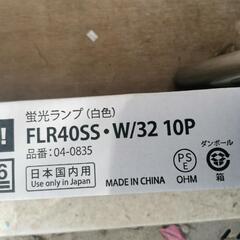 蛍光ランプ（白色）
FLR40SS・W/32 10P
品番：04-0835
日本国内用
Use only in Japan
MADE IN CHINA
PS
E
OHM
ダンボール
箱
!
6